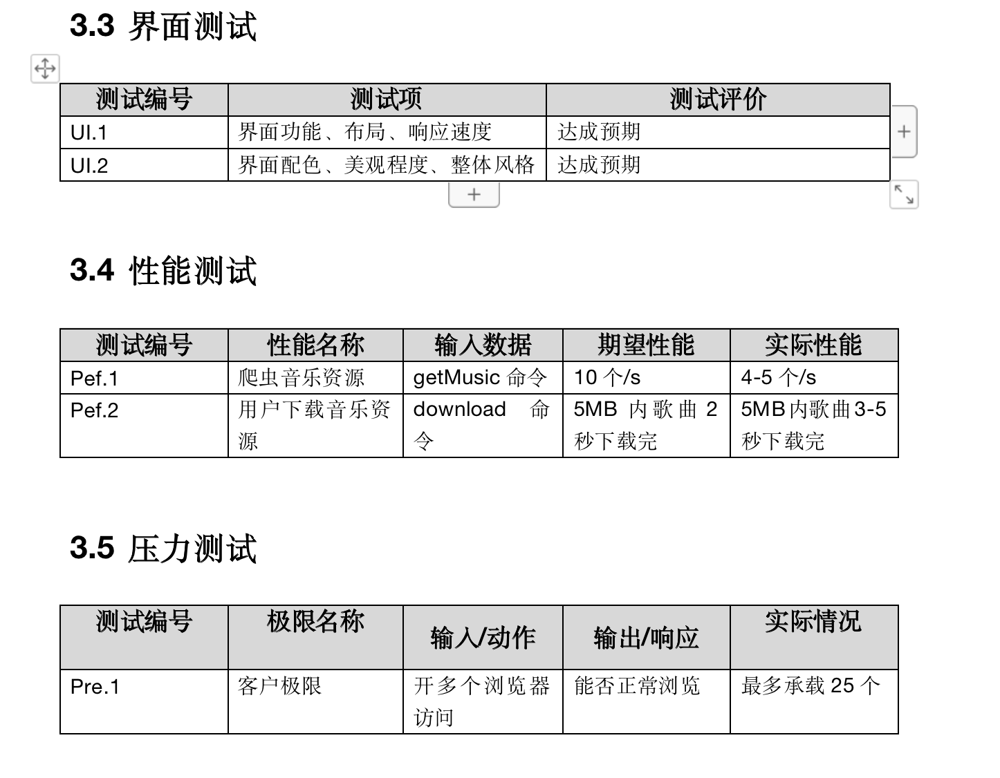 3.3 界面测试
测试编号 测试项 测试评价
UI.1 界面功能、布局、响应速度 达成预期
UI.2 界面配色、美观程度、整体风格 达成预期
3.4 性能测试
测试编号 性能名称 输入数据 期望性能 实际性能
Pef.1 爬虫音乐资源 getMusic 命令 10 个/s 4-5 个/s
Pef.2 用户下载音乐资 download 命 5MB 内歌曲 2 5MB内歌曲3-5
源 令 秒下载完 秒下载完
3.5 压力测试
测试编号 极限名称 输入/动作 输出/响应 实际情况
Pre.1 客户极限 开多个浏览器 能否正常浏览 最多承载 25 个
访问